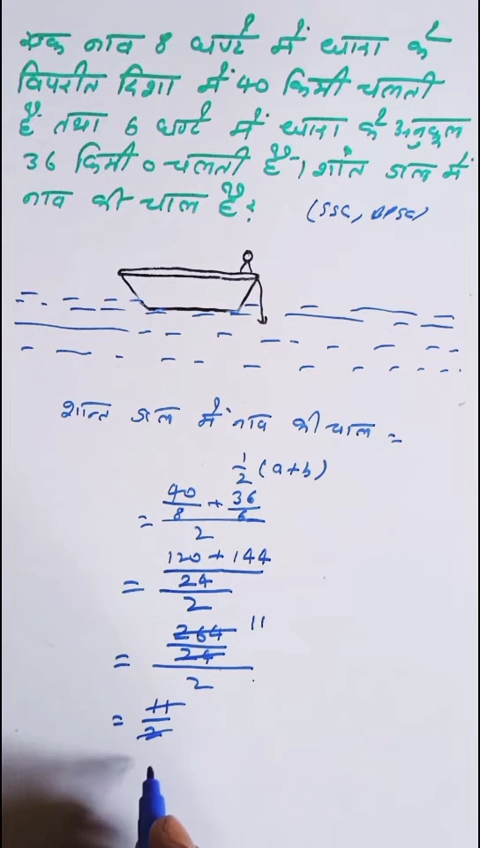 एक नाव 8 घण्टे में धारा के
विपरीत दिशा में 40 किमी चलती
है तथा 6 घण्टे में धारा के अनुकूल
36 किमी० चलती है। शांत जल में
नाव की चाल है?
(SSC, BPSC)
शान्त जल में नाव की चाल =
1/2 (a+b)
= (40/8 + 36/6)/2
= ((120 + 144)/24)/2
= (264/24)/2 11
= 11/2